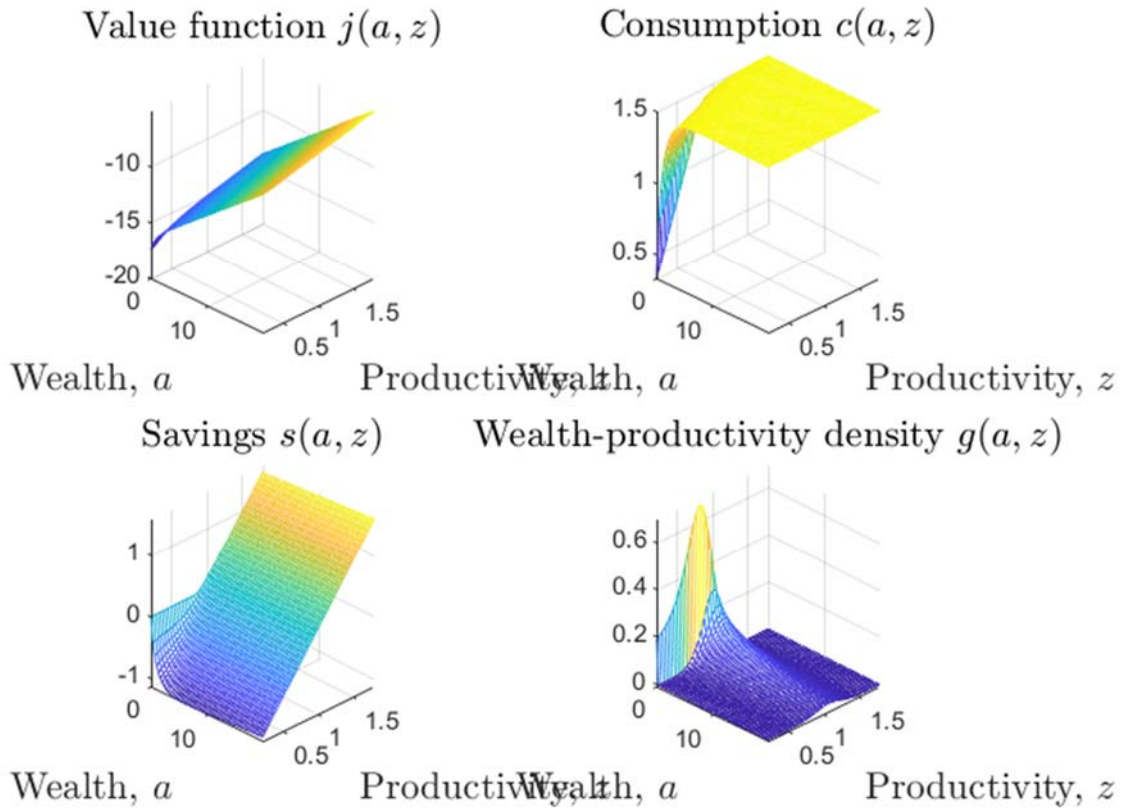 Value function j(a, z)
Consumption c(a, z)
-10
-15
-20
0
10
0.5
1
1.5
Wealth, a
Productivity, z
1.5
1
0.5
0
10
0.5
1
1.5
Wealth, a
Productivity, z
Savings s(a, z)
Wealth-productivity density g(a, z)
1
0
-1
0
10
0.5
1
1.5
Wealth, a
Productivity, z
0.6
0.4
0.2
0
0
10
0.5
1
1.5
Wealth, a
Productivity, z